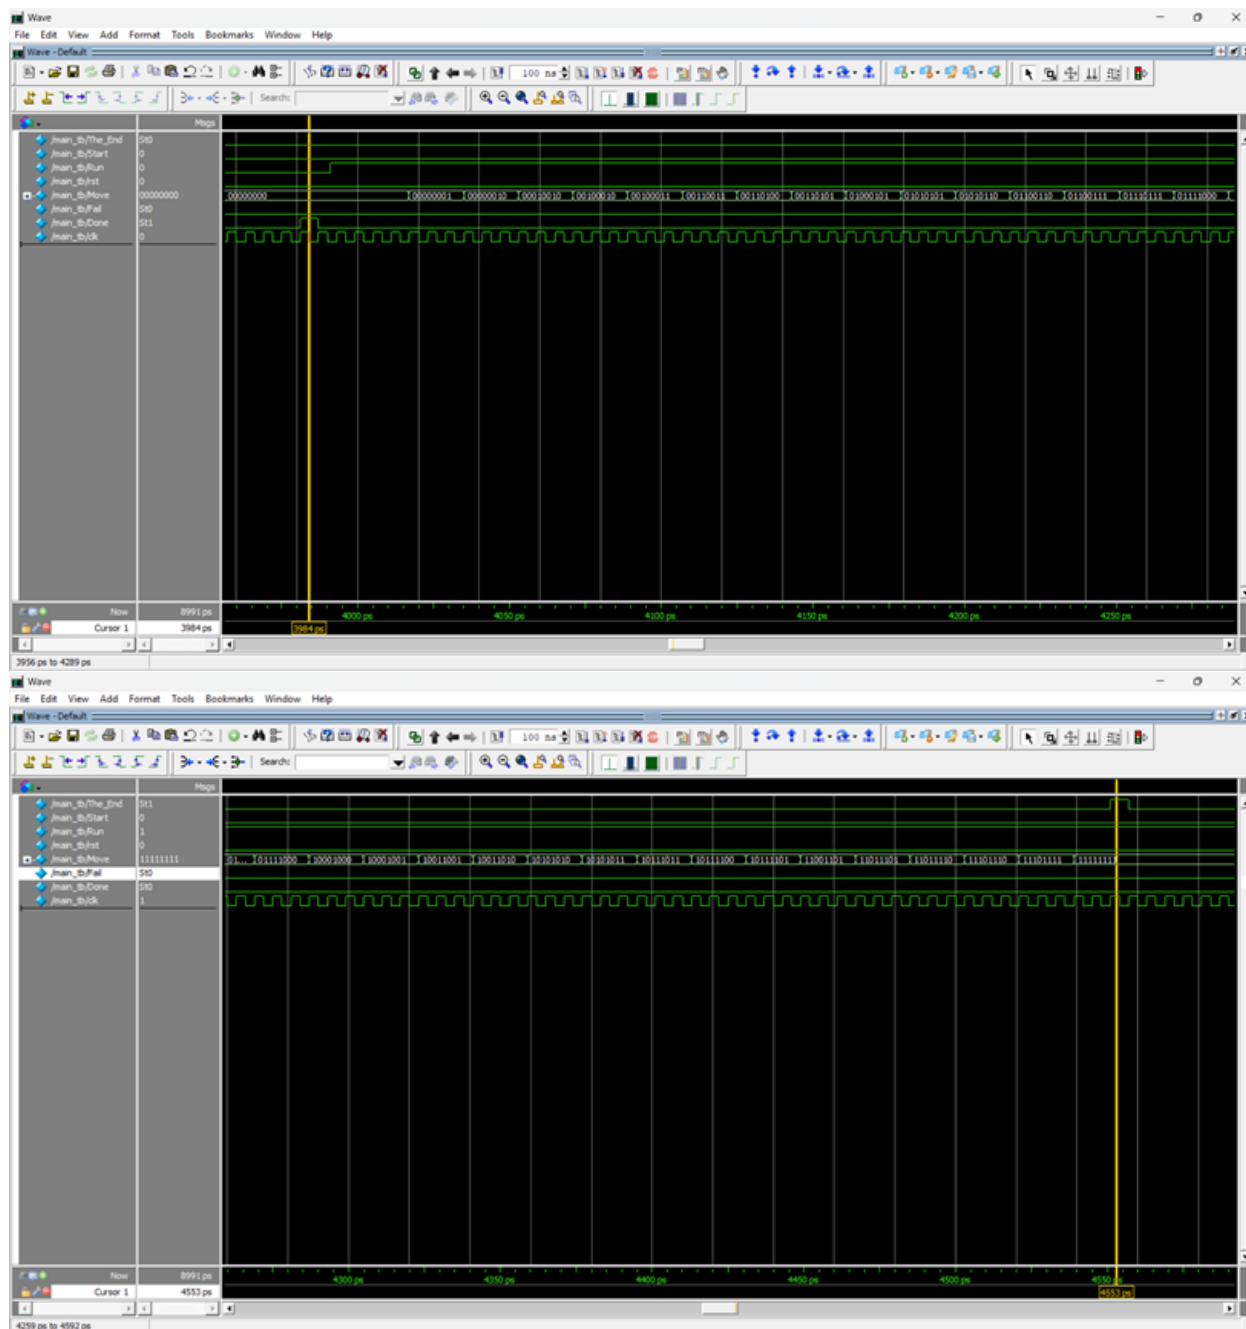 Wave
File Edit View Add Format Tools Bookmarks Window Help
Wave - Default
100 ns
Search:
Msgs
/main_tb/The_End St0
/main_tb/Start 0
/main_tb/Run 0
/main_tb/rst 0
/main_tb/Move 00000000 00000000 00000001 00000010 00010010 00100010 00100011 00110011 00110100 00110101 01000101 01010101 01010110 01100110 01100111 01110111 01111000
/main_tb/Fail St0
/main_tb/Done St1
/main_tb/clk 0
Now 8991 ps 4000 ps 4050 ps 4100 ps 4150 ps 4200 ps 4250 ps
Cursor 1 3984 ps 3984 ps
3956 ps to 4289 ps
Wave
File Edit View Add Format Tools Bookmarks Window Help
Wave - Default
100 ns
Search:
Msgs
/main_tb/The_End St1
/main_tb/Start 0
/main_tb/Run 1
/main_tb/rst 0
/main_tb/Move 11111111 01... 01111000 10001000 10001001 10011001 10011010 10101010 10101011 10111011 10111100 10111101 11001101 11011101 11011110 11101110 11101111 11111111
/main_tb/Fail St0
/main_tb/Done St0
/main_tb/clk 1
Now 8991 ps 4300 ps 4350 ps 4400 ps 4450 ps 4500 ps 4550 ps
Cursor 1 4553 ps 4553 ps
4259 ps to 4592 ps